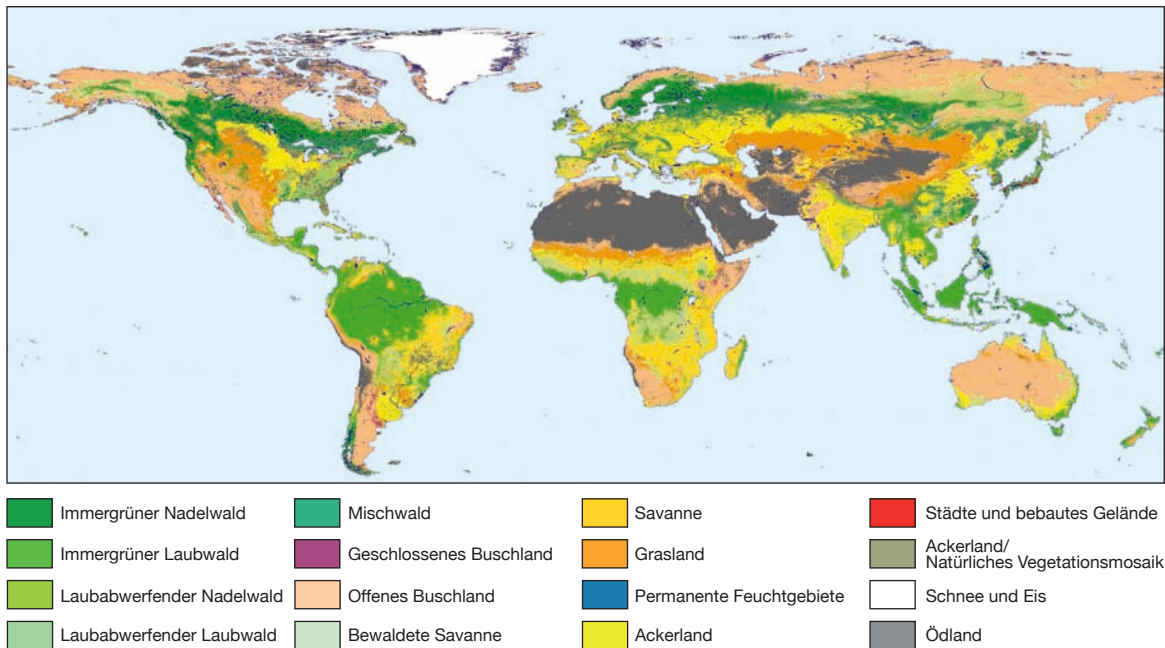 Immergrüner Nadelwald
Immergrüner Laubwald
Laubabwerfender Nadelwald
Laubabwerfender Laubwald
Mischwald
Geschlossenes Buschland
Offenes Buschland
Bewaldete Savanne
Savanne
Grasland
Permanente Feuchtgebiete
Ackerland
Städte und bebautes Gelände
Ackerland/
Natürliches Vegetationsmosaik
Schnee und Eis
Ödland